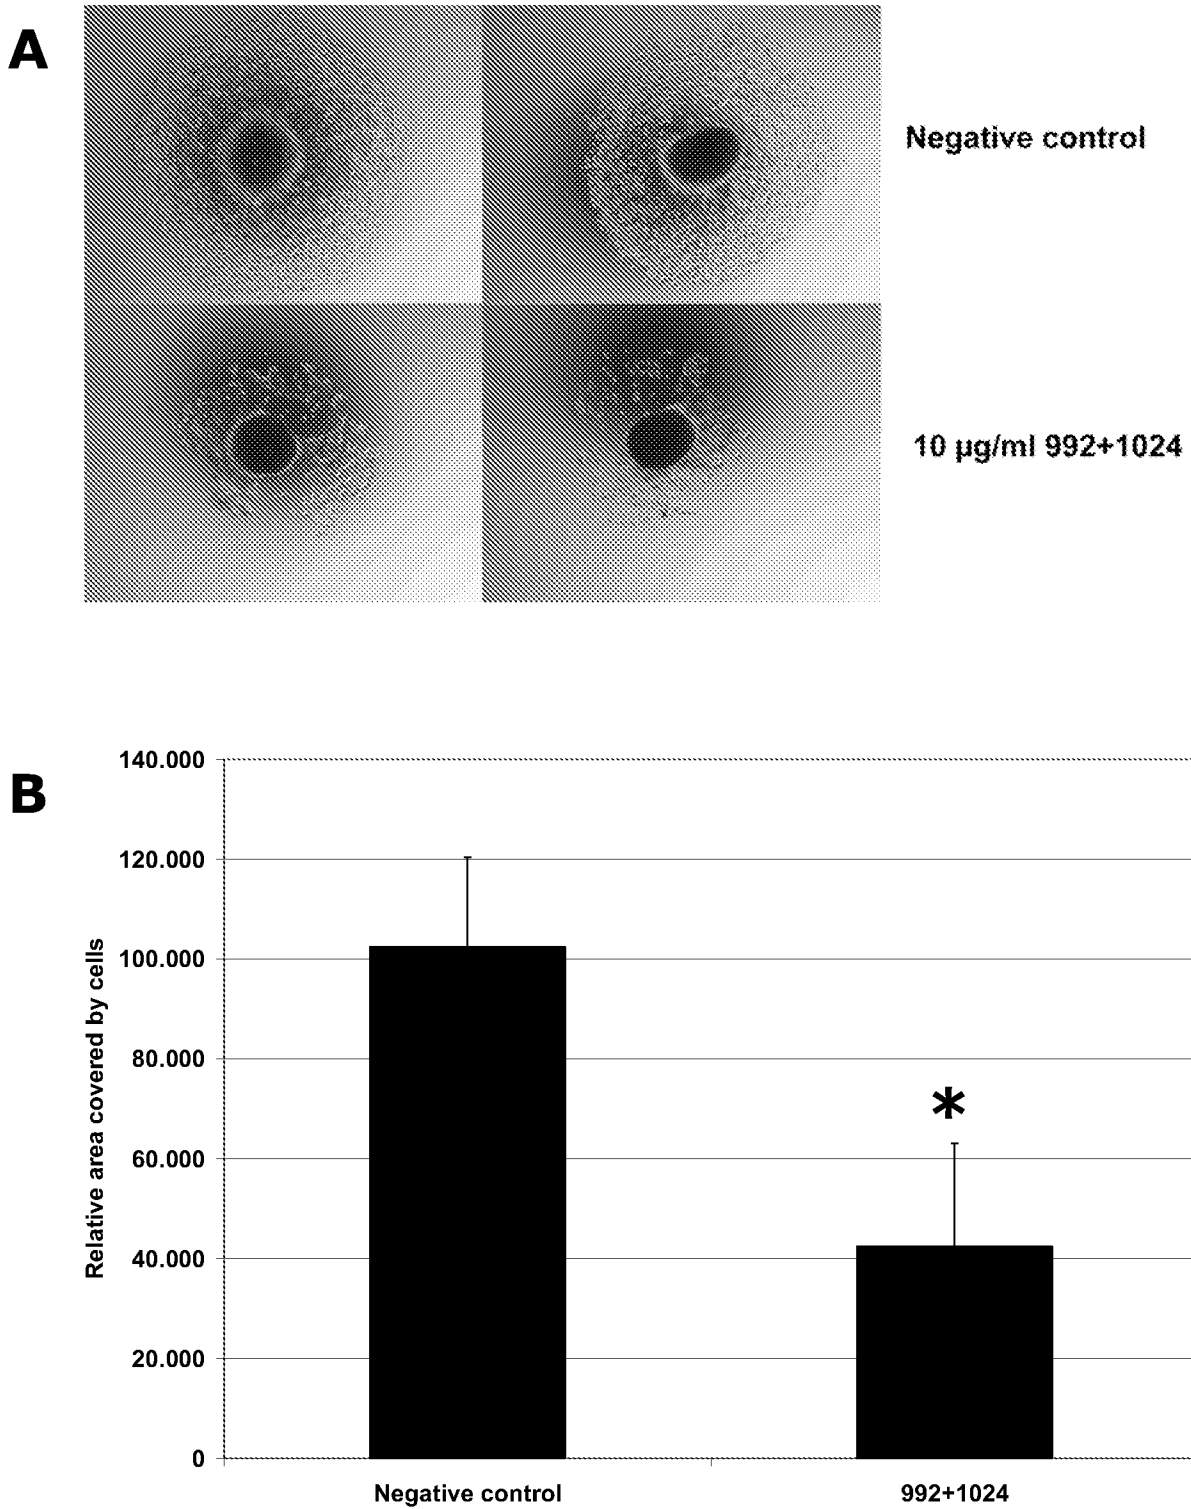 A
Negative control
10 µg/ml 992+1024
B
140.000
120.000
100.000
80.000
60.000
40.000
20.000
0
Relative area covered by cells
*
Negative control
992+1024